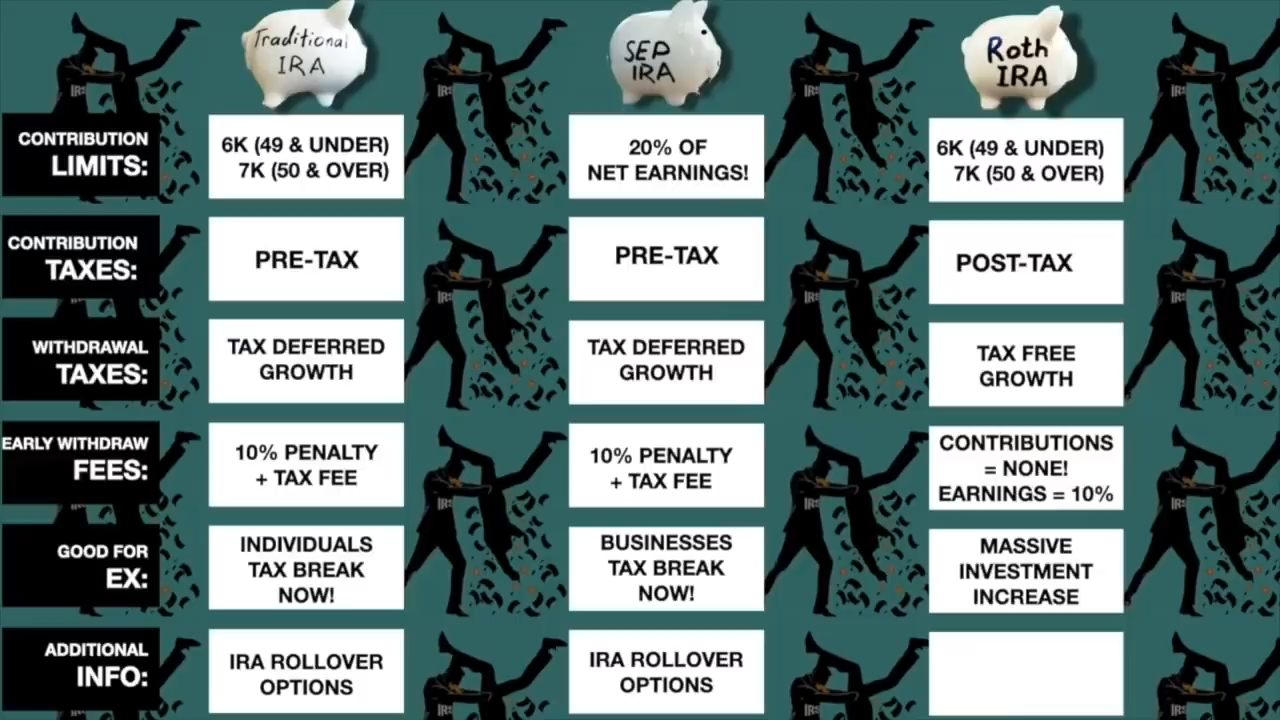 Traditional
IRA
SEP
IRA
Roth
IRA
CONTRIBUTION
LIMITS:
6K (49 & UNDER)
7K (50 & OVER)
20% OF
NET EARNINGS!
6K (49 & UNDER)
7K (50 & OVER)
CONTRIBUTION
TAXES:
PRE-TAX
PRE-TAX
POST-TAX
WITHDRAWAL
TAXES:
TAX DEFERRED
GROWTH
TAX DEFERRED
GROWTH
TAX FREE
GROWTH
EARLY WITHDRAW
FEES:
10% PENALTY
+ TAX FEE
10% PENALTY
+ TAX FEE
CONTRIBUTIONS
= NONE!
EARNINGS = 10%
GOOD FOR
EX:
INDIVIDUALS
TAX BREAK
NOW!
BUSINESSES
TAX BREAK
NOW!
MASSIVE
INVESTMENT
INCREASE
ADDITIONAL
INFO:
IRA ROLLOVER
OPTIONS
IRA ROLLOVER
OPTIONS